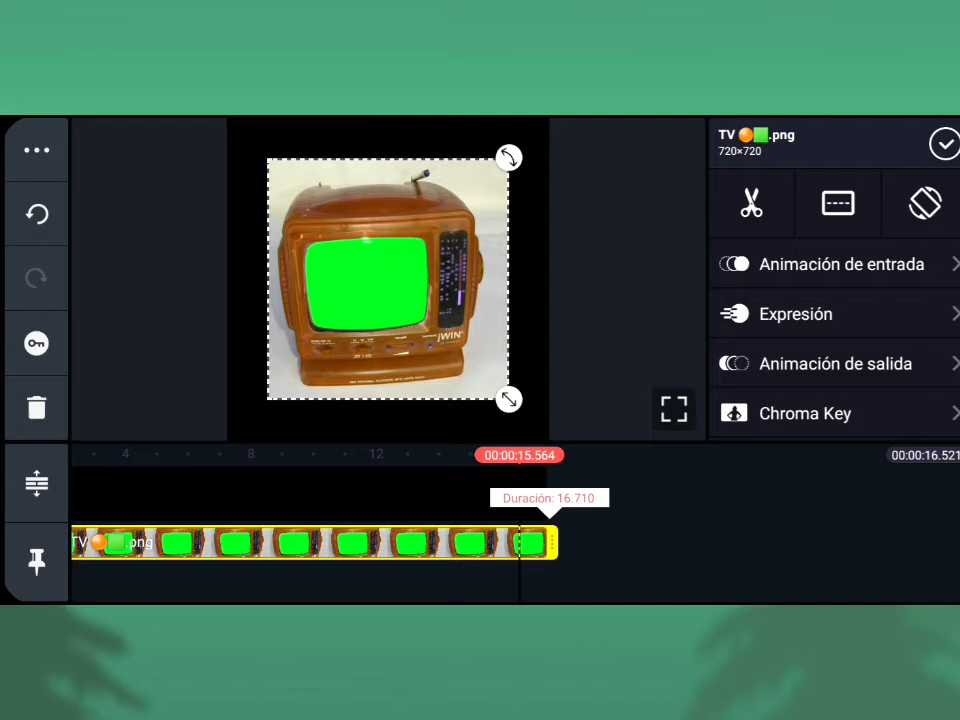 TV 🟠🟩.png
720×720
Animación de entrada
Expresión
Animación de salida
Chroma Key
jWIN
4 8 12
00:00:15.564
00:00:16.521
Duración: 16.710
TV 🟠🟩.png